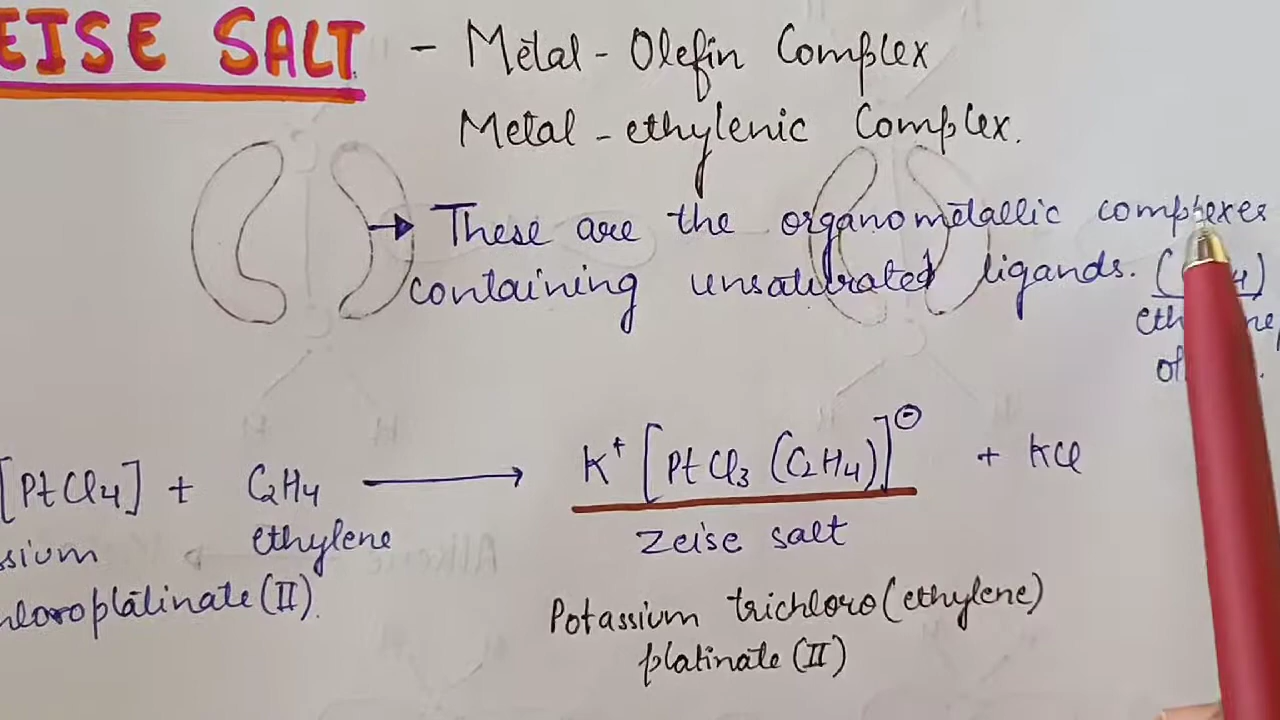 EISE SALT - Metal-Olefin Complex
Metal-ethylenic Complex.
These are the organometallic complexes
containing unsaturated ligands.
[PtCl4] + C2H4 → K+ [PtCl3 (C2H4)]⊖ + KCl
ssium ethylene zeise salt
hloroplatinate (II).
Potassium trichloro(ethylene)
platinate (II)